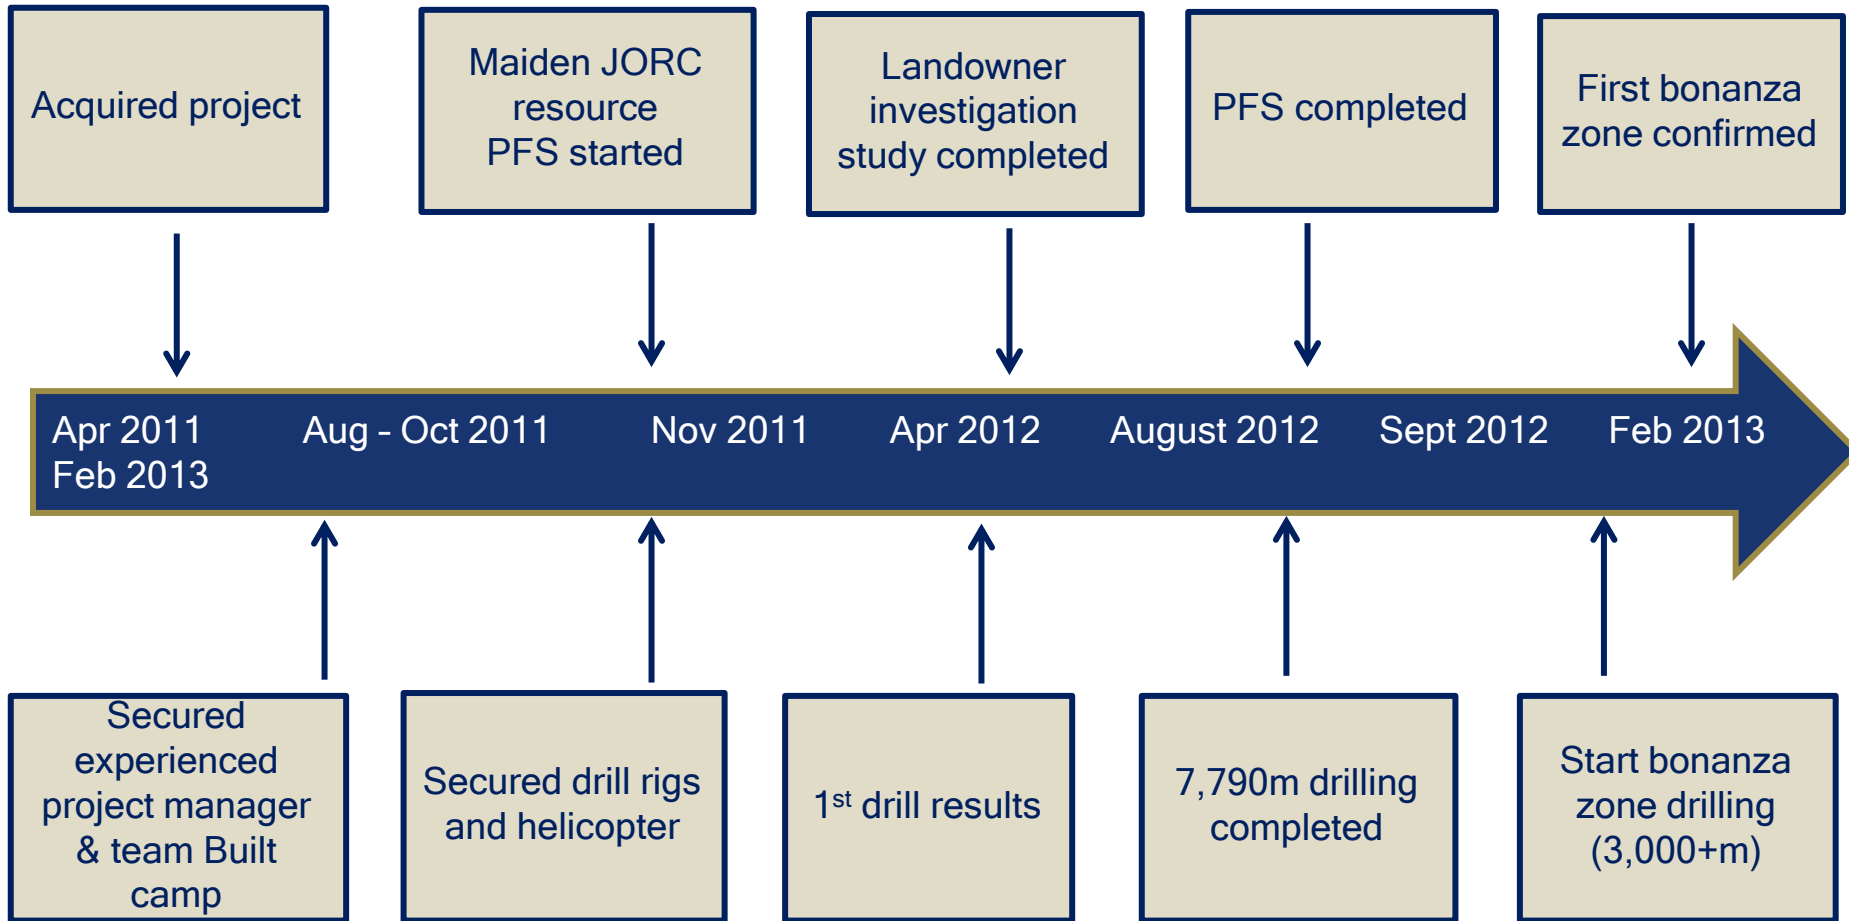 Acquired project
Maiden JORC
resource
PFS started
Landowner
investigation
study completed
PFS completed
First bonanza
zone confirmed
Apr 2011
Feb 2013
Aug - Oct 2011
Nov 2011
Apr 2012
August 2012
Sept 2012
Feb 2013
Secured
experienced
project manager
& team Built
camp
Secured drill rigs
and helicopter
1st drill results
7,790m drilling
completed
Start bonanza
zone drilling
(3,000+m)